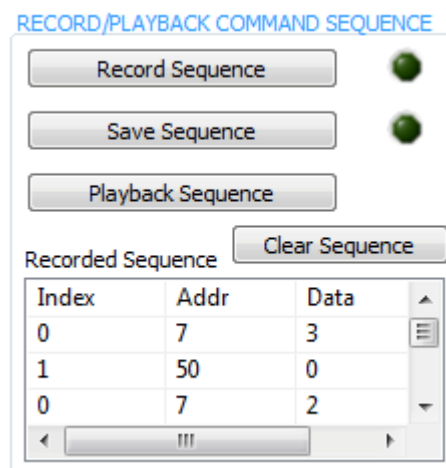 RECORD/PLAYBACK COMMAND SEQUENCE
Record Sequence
Save Sequence
Playback Sequence
Clear Sequence
Recorded Sequence
Index Addr Data
0 7 3
1 50 0
0 7 2